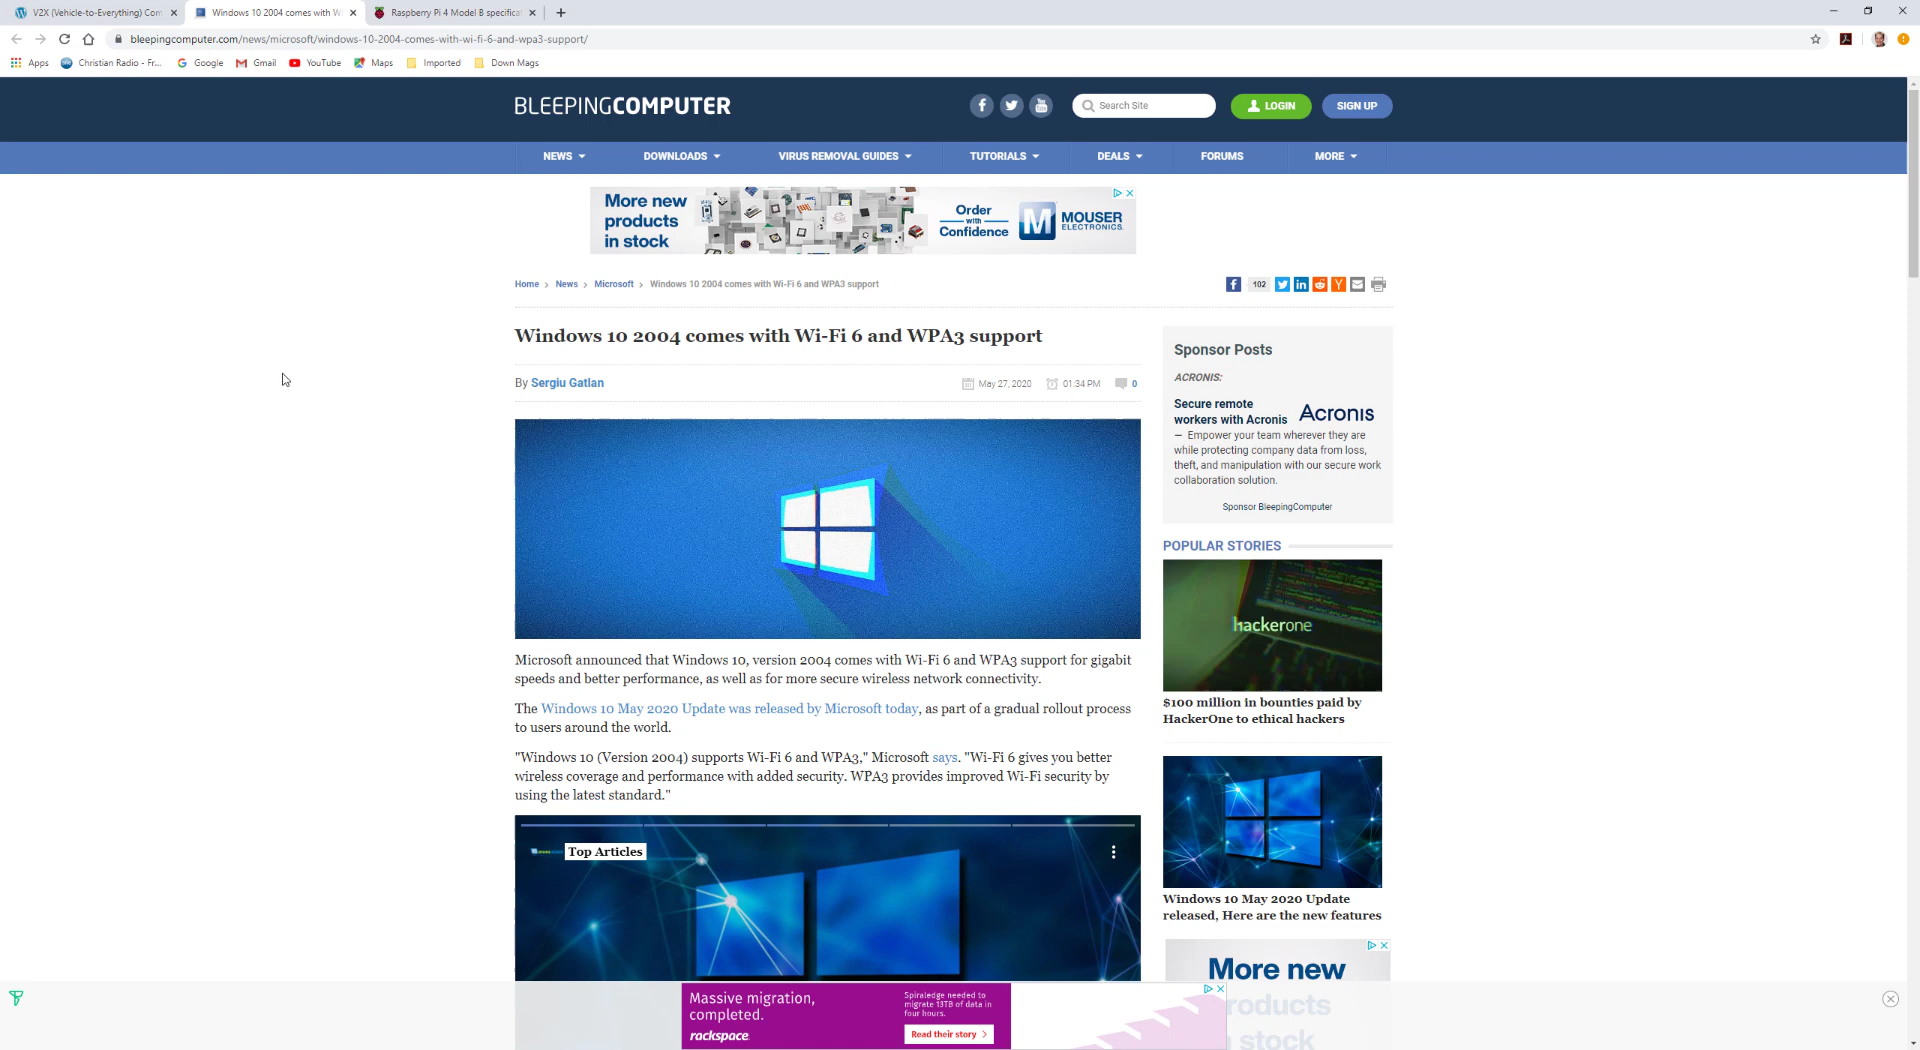 V2X (Vehicle-to-Everything) Com
Windows 10 2004 comes with W
Raspberry Pi 4 Model B specifica
bleepingcomputer.com/news/microsoft/windows-10-2004-comes-with-wi-fi-6-and-wpa3-support/
Apps
Christian Radio - Fr...
Google
Gmail
YouTube
Maps
Imported
Down Mags
BLEEPINGCOMPUTER
Search Site
LOGIN
SIGN UP
NEWS
DOWNLOADS
VIRUS REMOVAL GUIDES
TUTORIALS
DEALS
FORUMS
MORE
More new
products
in stock
Order
with
Confidence
M
MOUSER
ELECTRONICS.
Home > News > Microsoft > Windows 10 2004 comes with Wi-Fi 6 and WPA3 support
102
Windows 10 2004 comes with Wi-Fi 6 and WPA3 support
By Sergiu Gatlan
May 27, 2020
01:34 PM
0
Microsoft announced that Windows 10, version 2004 comes with Wi-Fi 6 and WPA3 support for gigabit
speeds and better performance, as well as for more secure wireless network connectivity.
The Windows 10 May 2020 Update was released by Microsoft today, as part of a gradual rollout process
to users around the world.
"Windows 10 (Version 2004) supports Wi-Fi 6 and WPA3," Microsoft says. "Wi-Fi 6 gives you better
wireless coverage and performance with added security. WPA3 provides improved Wi-Fi security by
using the latest standard."
Top Articles
Sponsor Posts
ACRONIS:
Secure remote
workers with Acronis
Acronis
– Empower your team wherever they are
while protecting company data from loss,
theft, and manipulation with our secure work
collaboration solution.
Sponsor BleepingComputer
POPULAR STORIES
hackerone
$100 million in bounties paid by
HackerOne to ethical hackers
Windows 10 May 2020 Update
released, Here are the new features
More new
roducts
stock
Massive migration,
completed.
rackspace
Spiraledge needed to
migrate 13TB of data in
four hours.
Read their story >